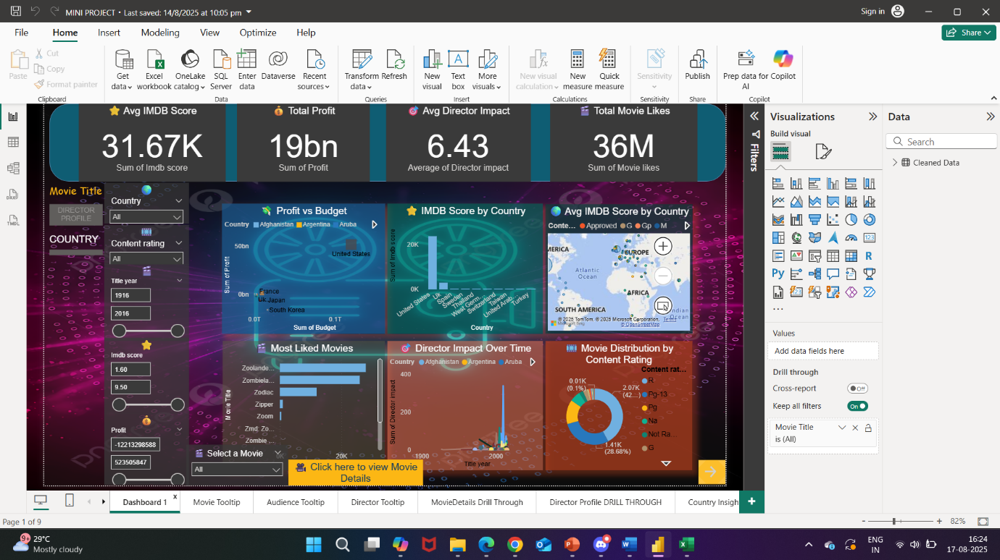 MINI PROJECT • Last saved: 14/8/2025 at 10:05 pm
Sign in
File
Home
Insert
Modeling
View
Optimize
Help
Share
Paste
Cut
Copy
Format painter
Clipboard
Get data
Excel workbook
OneLake catalog
SQL Server
Enter data
Dataverse
Recent sources
Data
Transform data
Refresh
Queries
New visual
Text box
More visuals
Insert
New visual calculation
New measure
Quick measure
Calculations
Sensitivity
Sensitivity
Publish
Share
Prep data for AI
Copilot
Copilot
Avg IMDB Score
31.67K
Sum of Imdb score
Total Profit
19bn
Sum of Profit
Avg Director Impact
6.43
Average of Director impact
Total Movie Likes
36M
Sum of Movie likes
Movie Title
DIRECTOR PROFILE
COUNTRY
Country
All
Content rating
All
Title year
1916
2016
Imdb score
1.60
9.50
Profit
-12213298588
523505847
Profit vs Budget
Country Afghanistan Argentina Aruba
Sum of Profit
50bn
0bn
United States
France
Uk Japan
South Korea
0.0T
0.1T
Sum of Budget
IMDB Score by Country
Sum of Imdb score
20K
0K
United States
Uk
Spain
Sweden
Thailand
West Germ...
Switzerland
Taiwan
United Arab...
Turkey
Country
Avg IMDB Score by Country
Conte... Approved G Gp M
MERICA
EUROPE
Atlantic Ocean
AFRICA
SOUTH AMERICA
Indian Ocean
© 2025 TomTom, © 2025 Microsoft Corporation, Terms
© OpenStreetMap
Most Liked Movies
Movie Title
Zoolande...
Zombiela...
Zodiac
Zipper
Zoom
Zmd: Zo...
Zombie ...
0K
20K
Select a Movie
All
Click here to view Movie Details
Director Impact Over Time
Country Afghanistan Argentina Aruba
Sum of Director impact
400
200
0
1900
2000
Title year
Movie Distribution by Content Rating
0.01K (0.1%)
2.07K (42...)
1.41K (28.68%)
Content rat...
R
Pg-13
Pg
Na
Not Ra...
G
Filters
Visualizations
Build visual
Values
Add data fields here
Drill through
Cross-report
Off
Keep all filters
On
Movie Title
is (All)
Data
Search
Cleaned Data
Dashboard 1
Movie Tooltip
Audience Tooltip
Director Tooltip
MovieDetails Drill Through
Director Profile DRILL THROUGH
Country Insigh
Page 1 of 9
82%
9+
29°C
Mostly cloudy
ENG
IN
16:24
17-08-2025